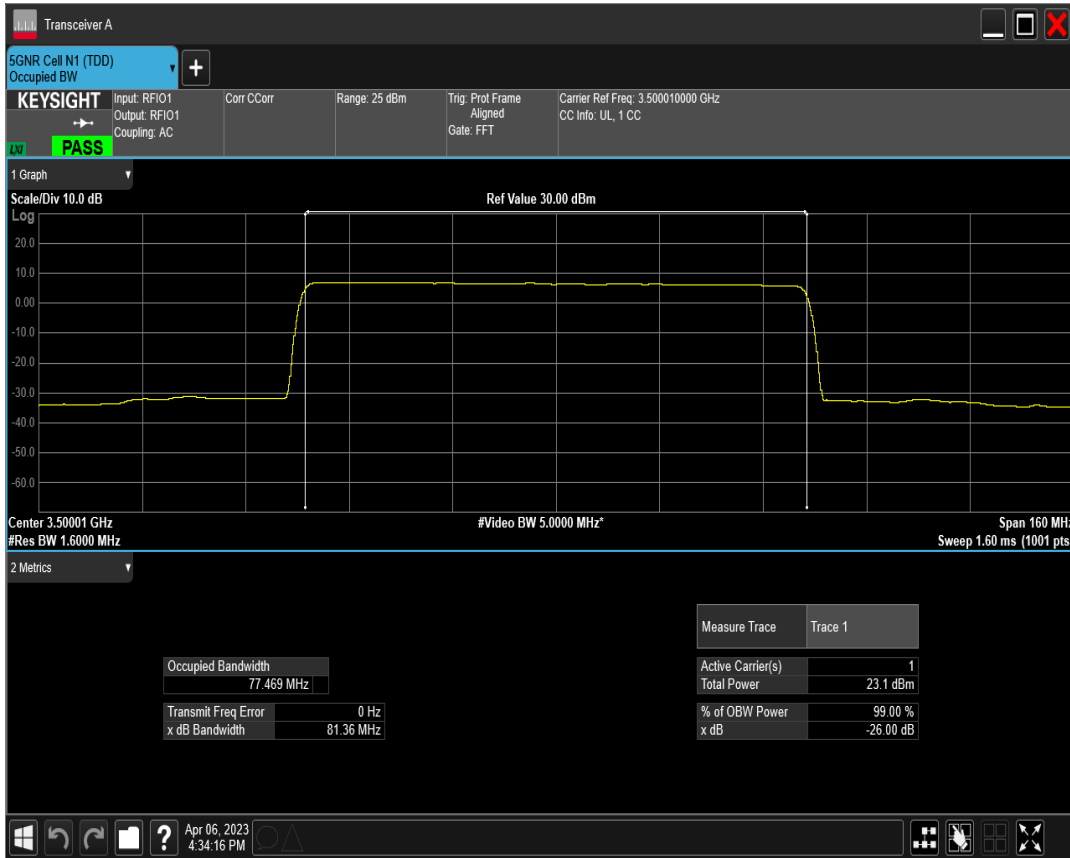 Transceiver A
5GNR Cell N1 (TDD)
Occupied BW
KEYSIGHT
LXI
PASS
Input: RFIO1
Output: RFIO1
Coupling: AC
Corr CCorr
Range: 25 dBm
Trig: Prot Frame
Aligned
Gate: FFT
Carrier Ref Freq: 3.500010000 GHz
CC Info: UL, 1 CC
1 Graph
Scale/Div 10.0 dB
Ref Value 30.00 dBm
Log
20.0
10.0
0.00
-10.0
-20.0
-30.0
-40.0
-50.0
-60.0
Center 3.50001 GHz
#Video BW 5.0000 MHz*
Span 160 MHz
#Res BW 1.6000 MHz
Sweep 1.60 ms (1001 pts
2 Metrics
Measure Trace Trace 1
Occupied Bandwidth
77.469 MHz
Active Carrier(s) 1
Total Power 23.1 dBm
Transmit Freq Error 0 Hz
x dB Bandwidth 81.36 MHz
% of OBW Power 99.00 %
x dB -26.00 dB
?
Apr 06, 2023
4:34:16 PM